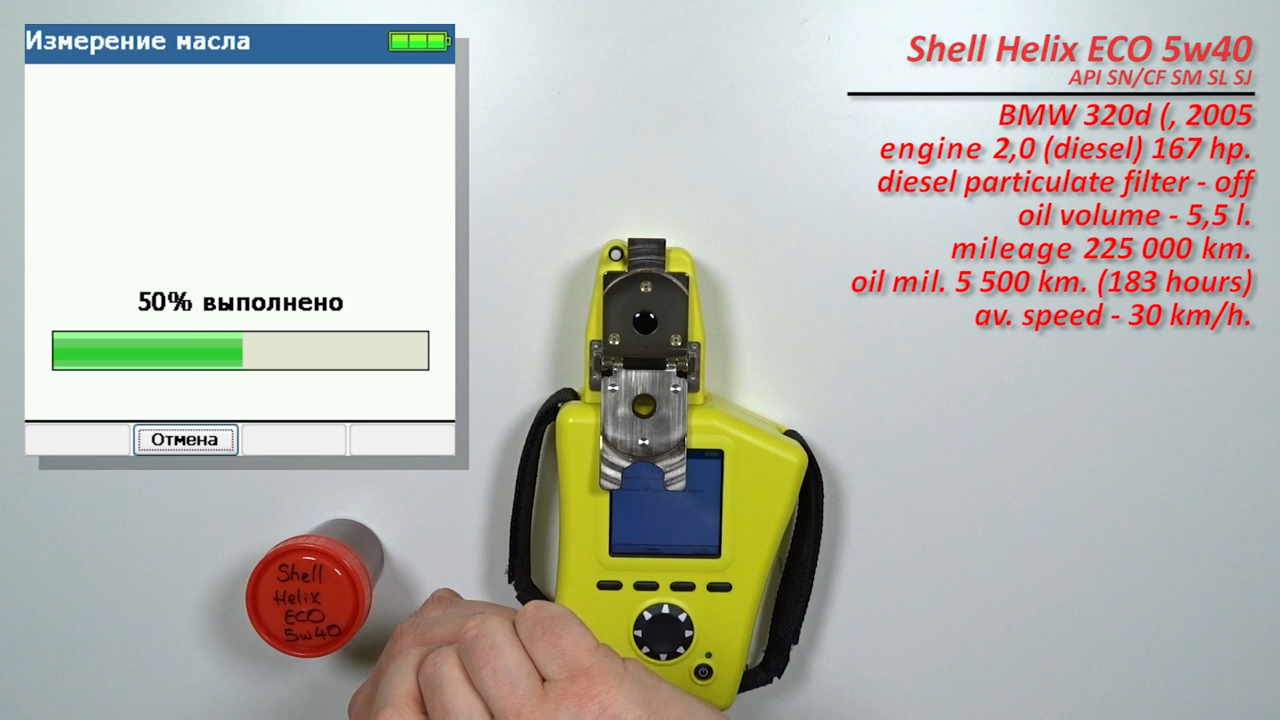 Измерение масла
50% выполнено
Отмена
Shell Helix ECO 5w40
API SN/CF SM SL SJ
BMW 320d (, 2005
engine 2,0 (diesel) 167 hp.
diesel particulate filter - off
oil volume - 5,5 l.
mileage 225 000 km.
oil mil. 5 500 km. (183 hours)
av. speed - 30 km/h.
Shell
Helix
ECO
5w40